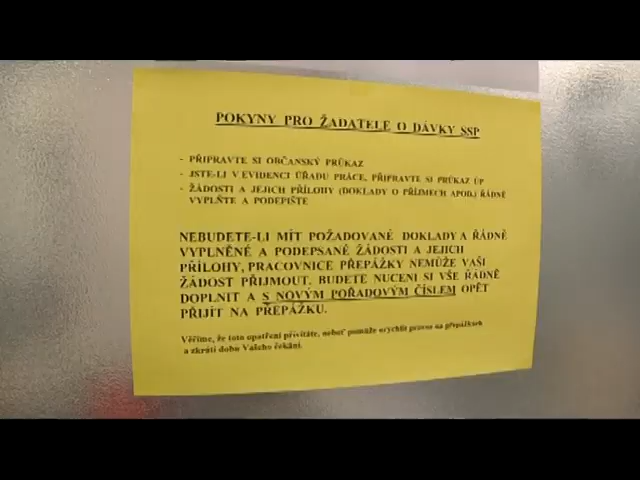 POKYNY PRO ŽADATELE O DÁVKY SSP
- PŘIPRAVTE SI OBČANSKÝ PRŮKAZ
- JSTE-LI V EVIDENCI ÚŘADU PRÁCE, PŘIPRAVTE SI PRŮKAZ ÚP
- ŽÁDOSTI A JEJICH PŘÍLOHY (DOKLADY O PŘÍJMECH APOD.) ŘÁDNĚ
VYPLŇTE A PODEPIŠTE
NEBUDETE-LI MÍT POŽADOVANÉ DOKLADY A ŘÁDNĚ
VYPLNĚNÉ A PODEPSANÉ ŽÁDOSTI A JEJICH
PŘÍLOHY, PRACOVNICE PŘEPÁŽKY NEMŮŽE VAŠI
ŽÁDOST PŘIJMOUT. BUDETE NUCENI SI VŠE ŘÁDNĚ
DOPLNIT A S NOVÝM POŘADOVÝM ČÍSLEM OPĚT
PŘIJÍT NA PŘEPÁŽKU.
Věříme, že toto opatření přivítáte, neboť pomůže urychlit provoz na přepážkách
a zkrátí dobu Vašeho čekání.